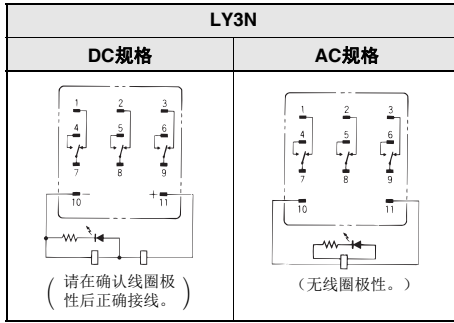 LY3N
DC规格 AC规格
1 2 3
4 5 6
7 8 9
− +
10 11
(请在确认线圈极
性后正确接线。)
1 2 3
4 5 6
7 8 9
10 11
(无线圈极性。)